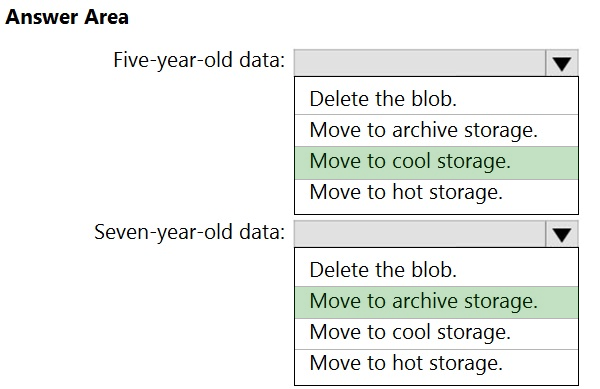 Answer Area
Five-year-old data:
Delete the blob.
Move to archive storage.
Move to cool storage.
Move to hot storage.
Seven-year-old data:
Delete the blob.
Move to archive storage.
Move to cool storage.
Move to hot storage.